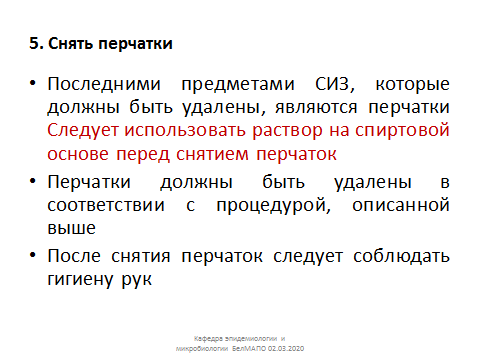 5. Снять перчатки
• Последними предметами СИЗ, которые
должны быть удалены, являются перчатки
Следует использовать раствор на спиртовой
основе перед снятием перчаток
• Перчатки должны быть удалены в
соответствии с процедурой, описанной
выше
• После снятия перчаток следует соблюдать
гигиену рук
Кафедра эпидемиологии и
микробиологии БелМАПО 02.03.2020